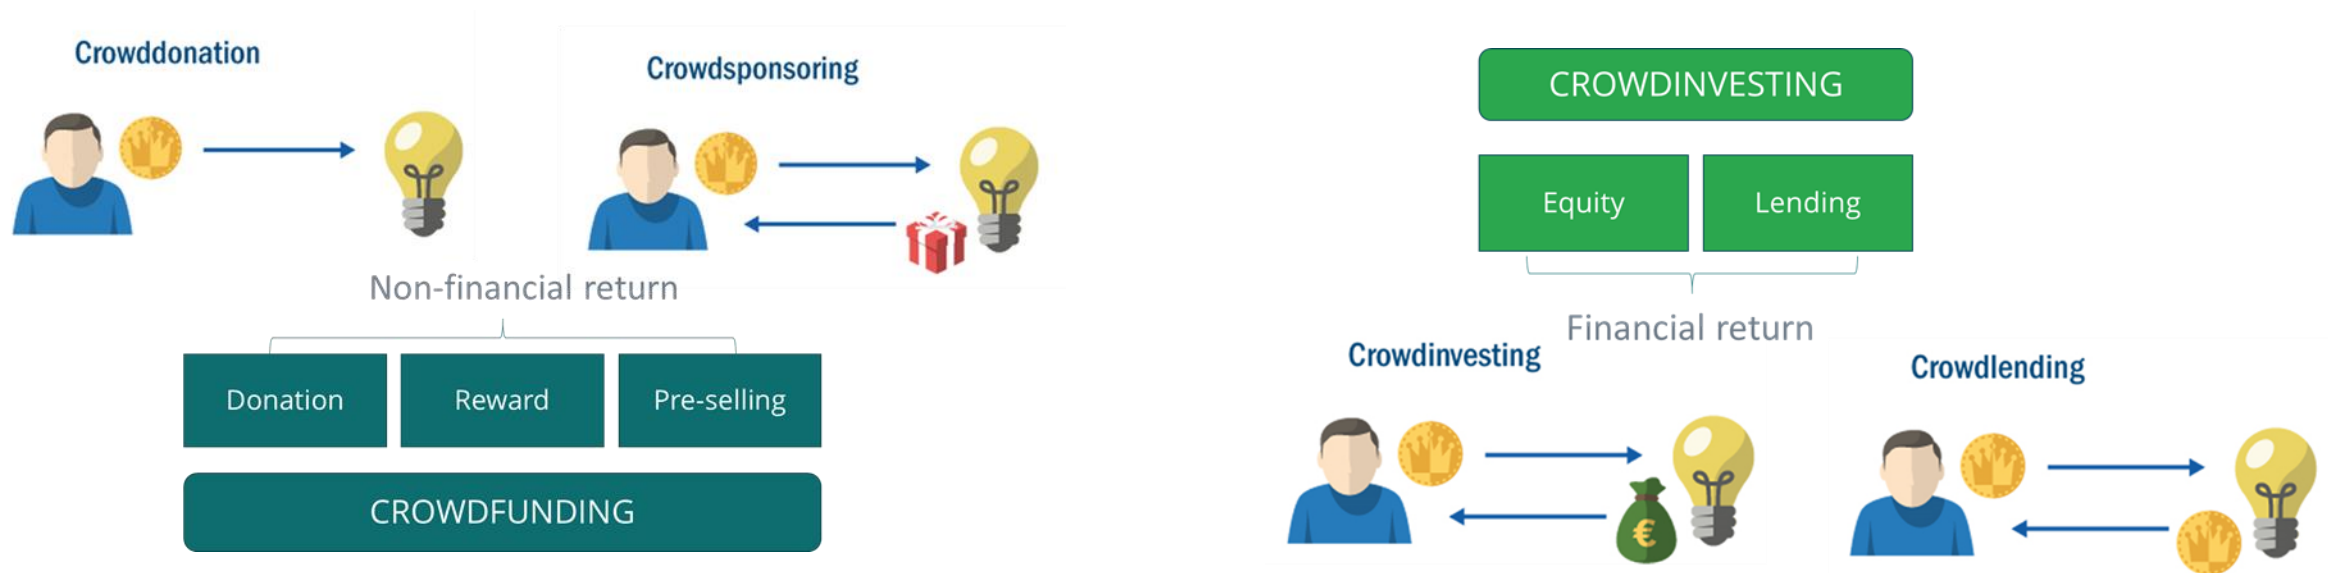 Crowddonation
Crowdsponsoring
Non-financial return
Donation
Reward
Pre-selling
CROWDFUNDING
CROWDINVESTING
Equity
Lending
Financial return
Crowdinvesting
Crowdlending
€